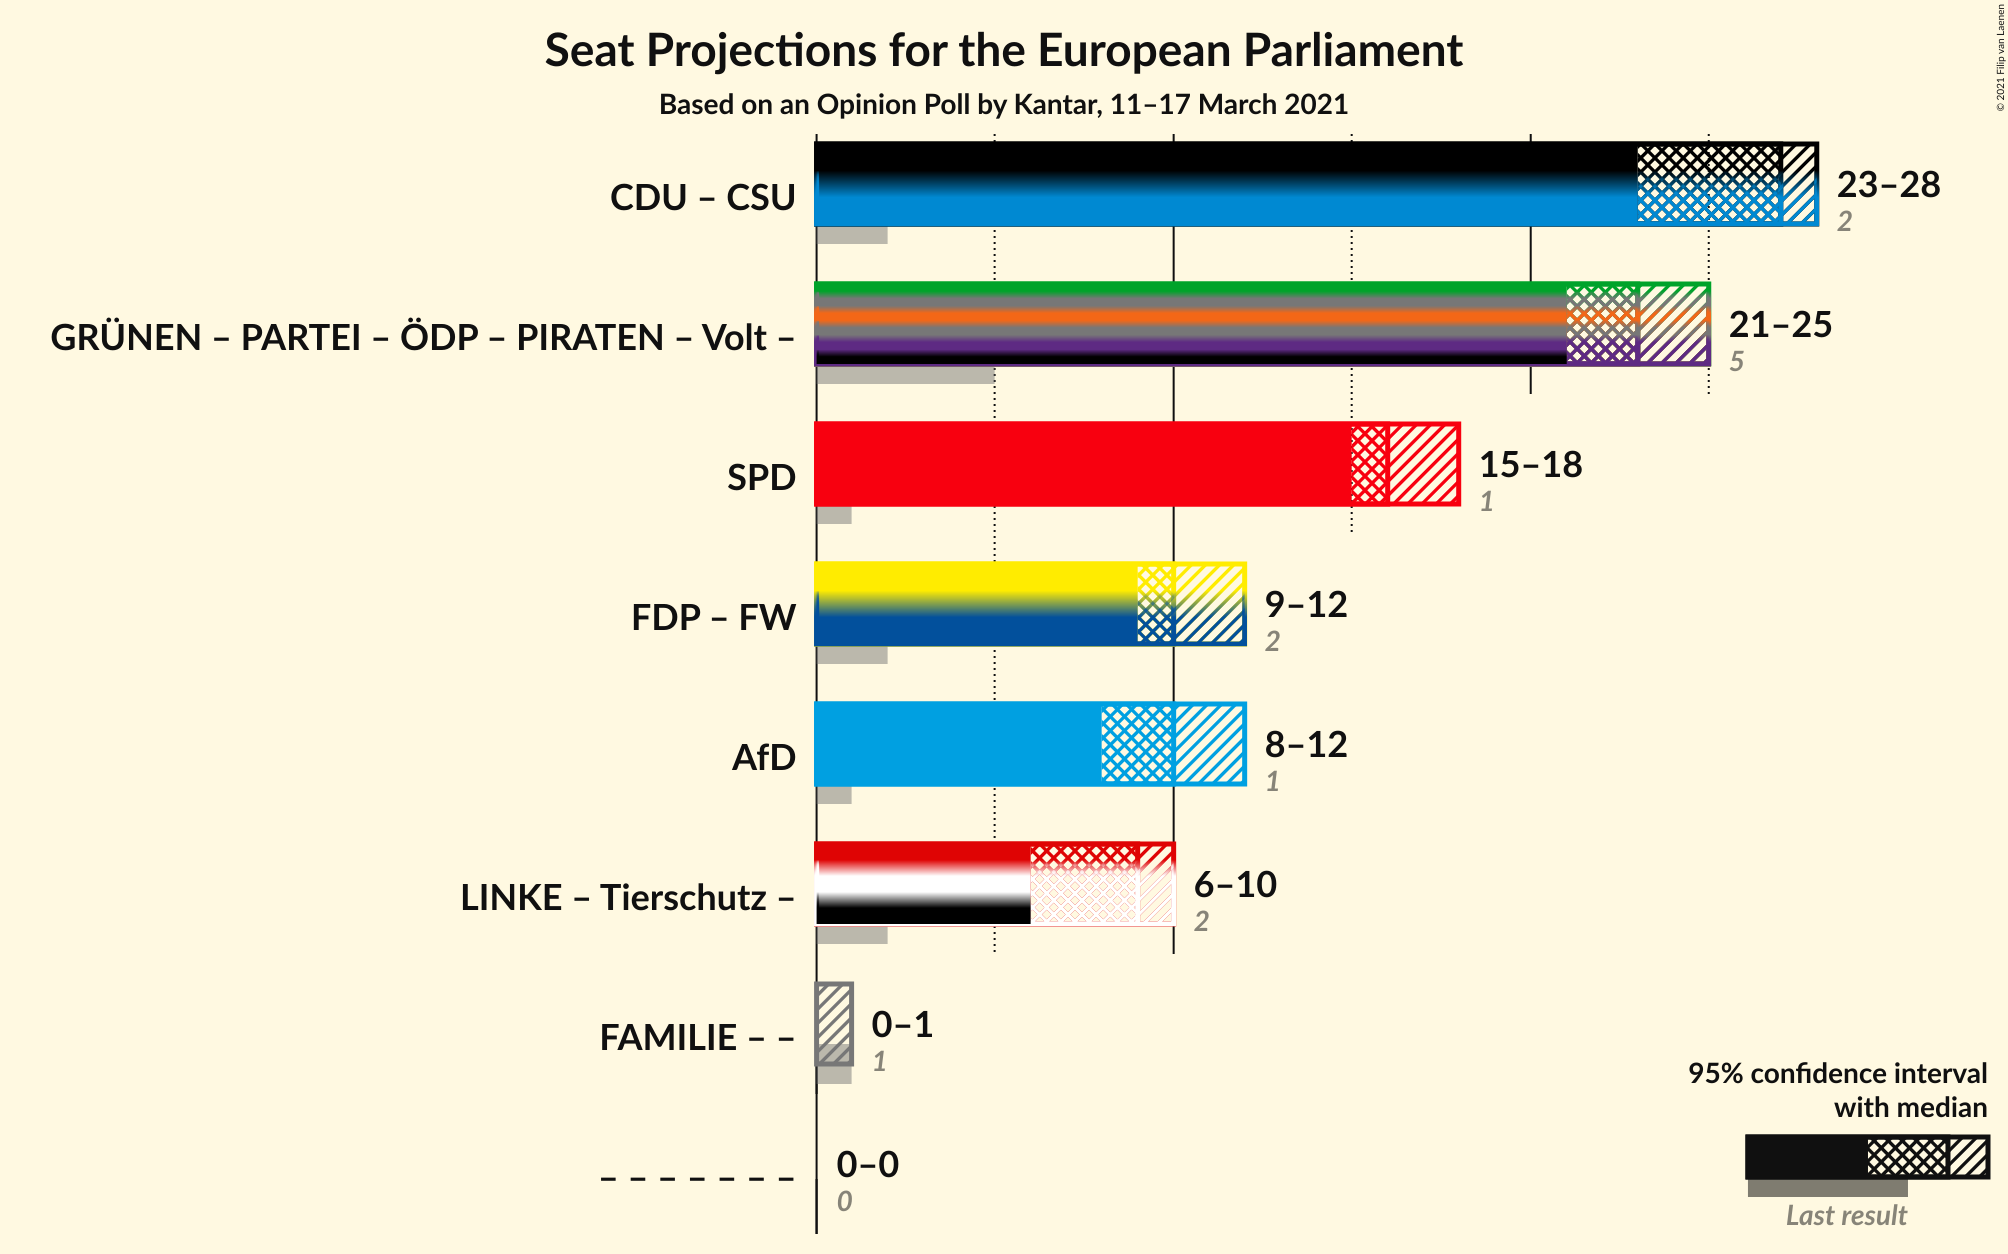 Seat Projections for the European Parliament
Based on an Opinion Poll by Kantar, 11–17 March 2021
© 2021 Filip van Laenen
CDU – CSU
23–28
2
GRÜNEN – PARTEI – ÖDP – PIRATEN – Volt –
21–25
5
SPD
15–18
1
FDP – FW
9–12
2
AfD
8–12
1
LINKE – Tierschutz –
6–10
2
FAMILIE – –
0–1
1
– – – – – – –
0–0
0
95% confidence interval
with median
Last result